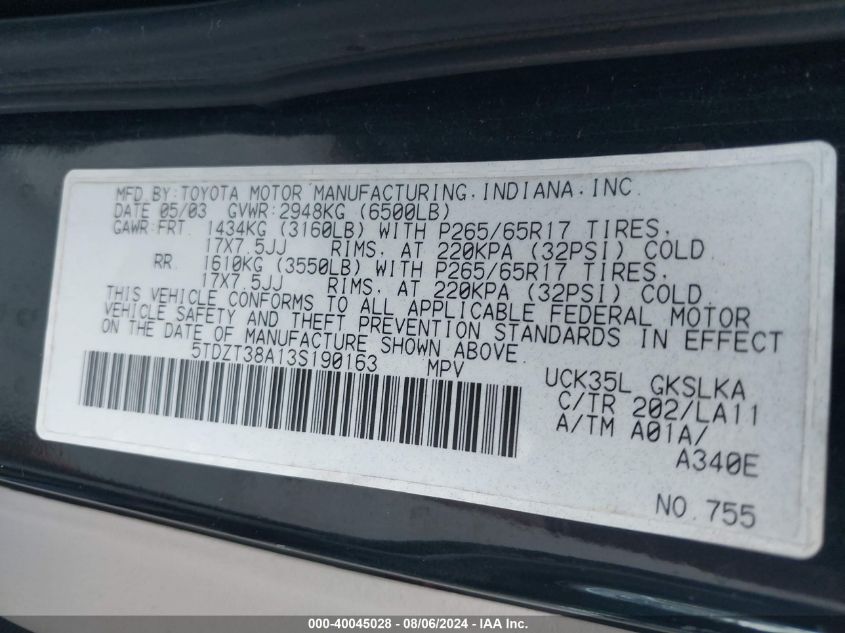 MFD.BY:TOYOTA MOTOR MANUFACTURING,INDIANA,INC.
DATE 05/03 GVWR:2948KG (6500LB)
GAWR:FRT. 1434KG (3160LB) WITH P265/65R17 TIRES,
17X7.5JJ RIMS, AT 220KPA (32PSI) COLD
RR 1610KG (3550LB) WITH P265/65R17 TIRES,
17X7.5JJ RIMS, AT 220KPA (32PSI) COLD
THIS VEHICLE CONFORMS TO ALL APPLICABLE FEDERAL MOTOR
VEHICLE SAFETY AND THEFT PREVENTION STANDARDS IN EFFECT
ON THE DATE OF MANUFACTURE SHOWN ABOVE.
5TDZT38A13S190163 MPV
UCK35L GKSLKA
C/TR 202/LA11
A/TM A01A/
A340E
NO.755
000-40045028 - 08/06/2024 - IAA Inc.